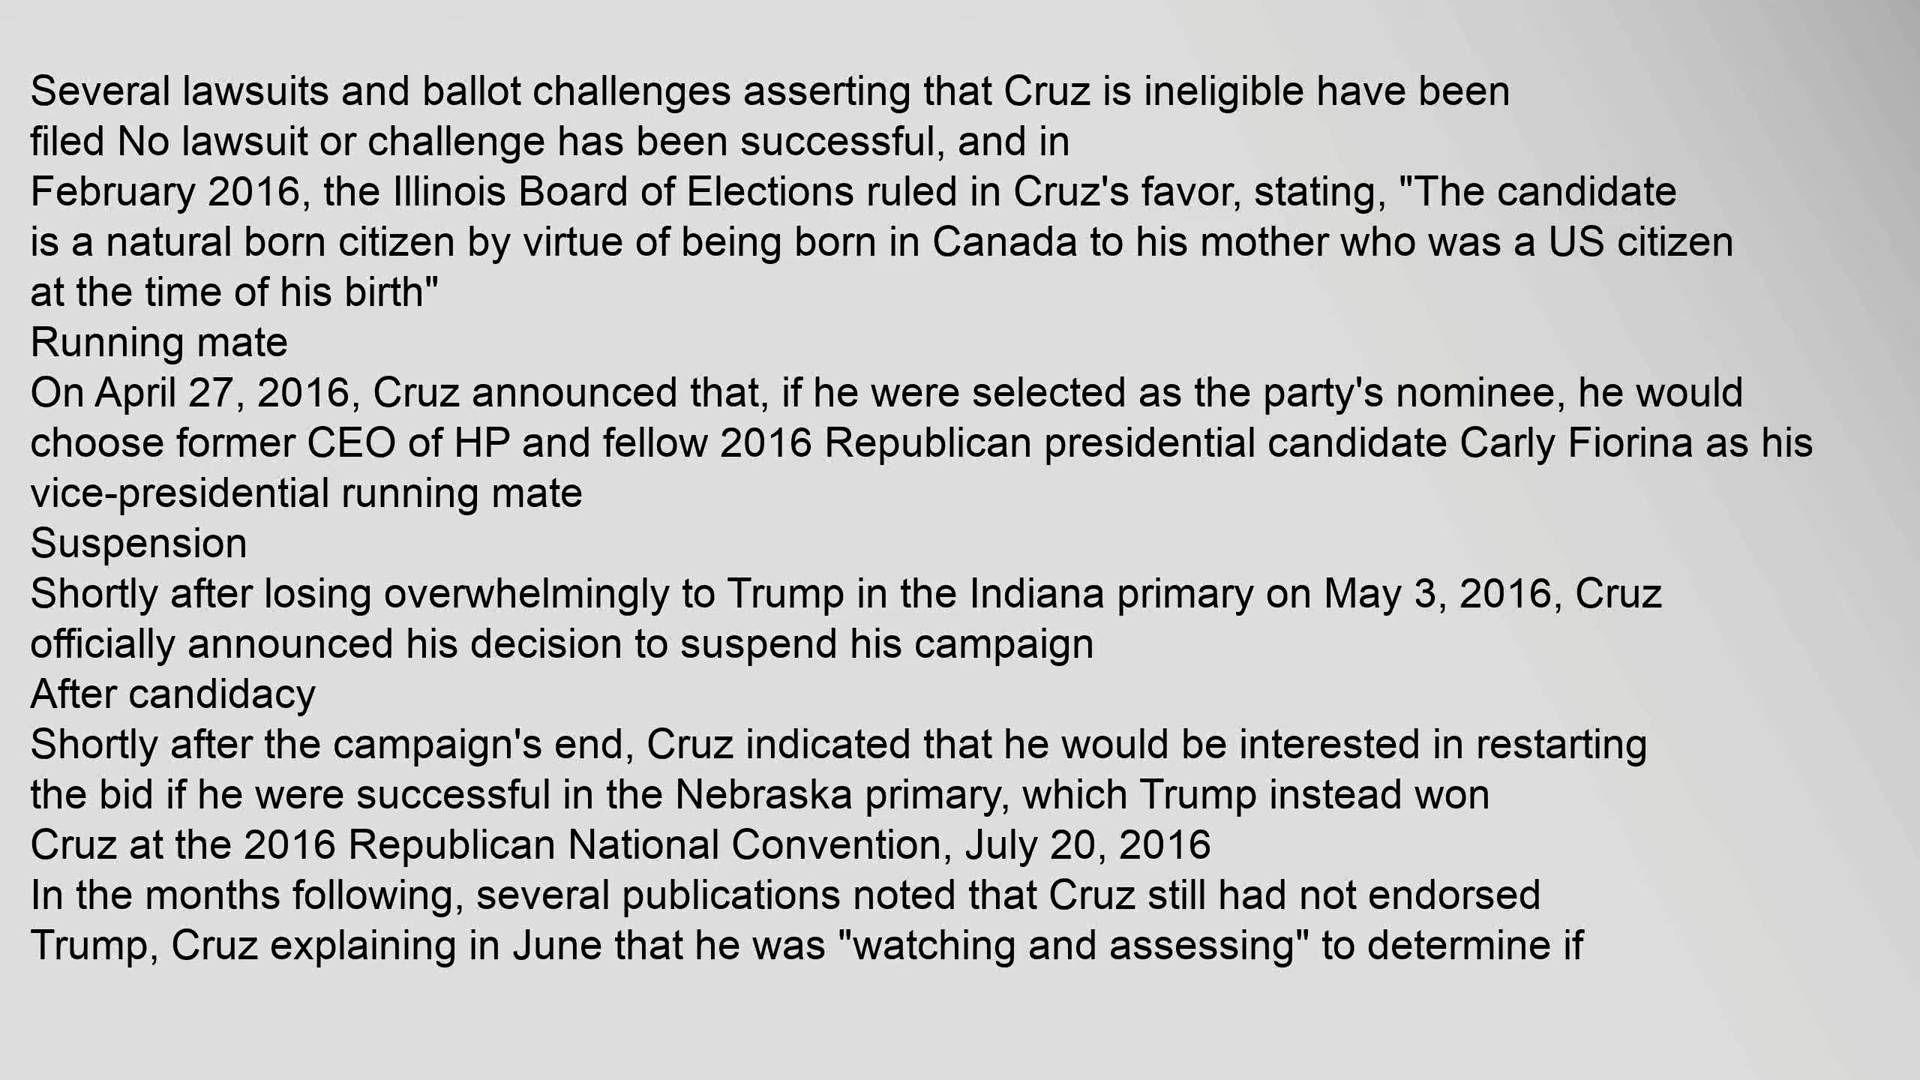 Several lawsuits and ballot challenges asserting that Cruz is ineligible have been
filed No lawsuit or challenge has been successful, and in
February 2016, the Illinois Board of Elections ruled in Cruz's favor, stating, "The candidate
is a natural born citizen by virtue of being born in Canada to his mother who was a US citizen
at the time of his birth"
Running mate
On April 27, 2016, Cruz announced that, if he were selected as the party's nominee, he would
choose former CEO of HP and fellow 2016 Republican presidential candidate Carly Fiorina as his
vice-presidential running mate
Suspension
Shortly after losing overwhelmingly to Trump in the Indiana primary on May 3, 2016, Cruz
officially announced his decision to suspend his campaign
After candidacy
Shortly after the campaign's end, Cruz indicated that he would be interested in restarting
the bid if he were successful in the Nebraska primary, which Trump instead won
Cruz at the 2016 Republican National Convention, July 20, 2016
In the months following, several publications noted that Cruz still had not endorsed
Trump, Cruz explaining in June that he was "watching and assessing" to determine if